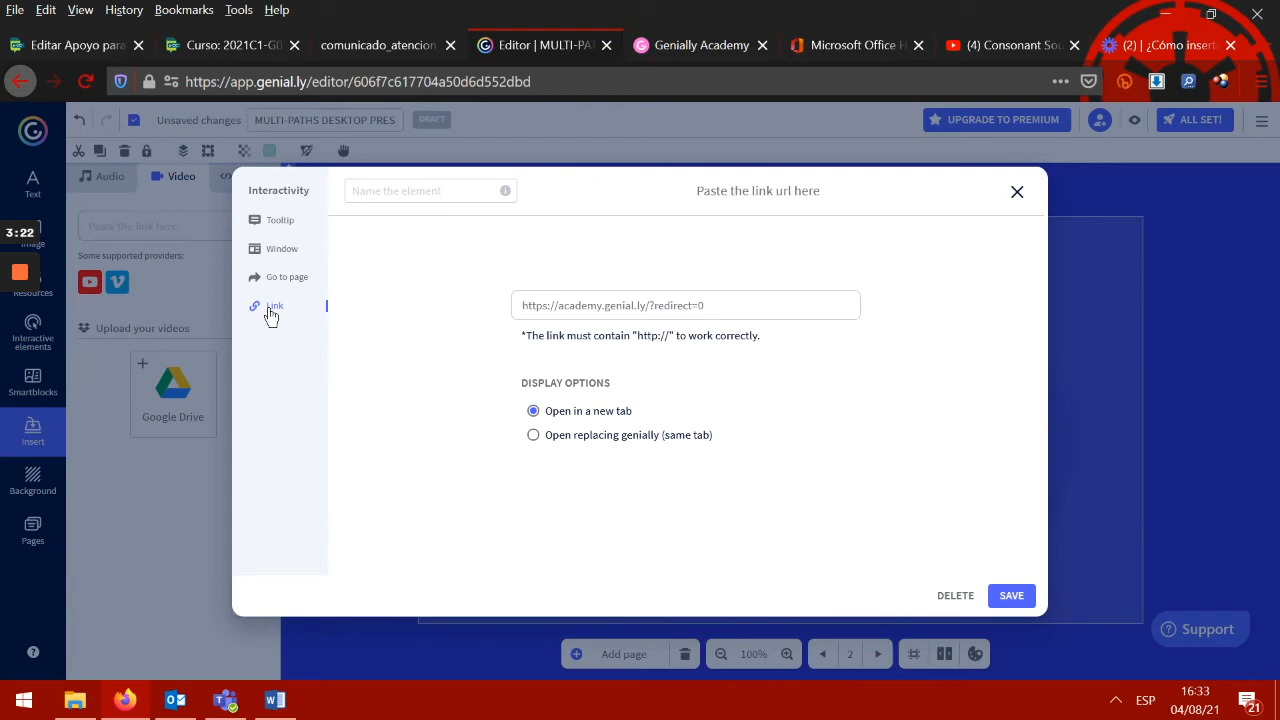 File Edit View History Bookmarks Tools Help
Editar Apoyo para
Curso: 2021C1-G0
comunicado_atention
Editor | MULTI-PATHS
Genially Academy
Microsoft Office H
(4) Consonant Sou
(2) | ¿Cómo insert
https://app.genial.ly/editor/606f7c617704a50d6d552dbd
Unsaved changes
MULTI-PATHS DESKTOP PRES
DRAFT
UPGRADE TO PREMIUM
ALL SET!
Text
Image
Resources
Interactive
elements
Smartblocks
Insert
Background
Pages
3:22
Audio
Video
Paste the link here
Some supported providers:
Upload your videos
Google Drive
Interactivity
Tooltip
Window
Go to page
Link
Name the element
Paste the link url here
https://academy.genial.ly/?redirect=0
*The link must contain "http://" to work correctly.
DISPLAY OPTIONS
Open in a new tab
Open replacing genially (same tab)
DELETE
SAVE
Add page
100%
2
Support
ESP
16:33
04/08/21
21